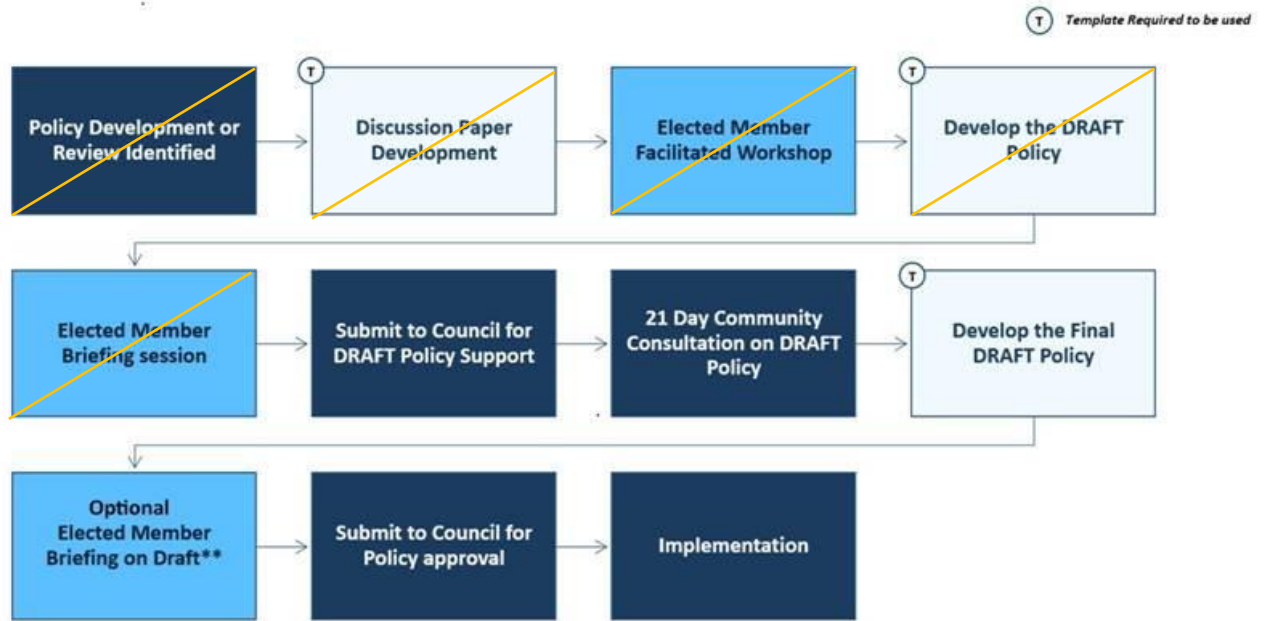 T Template Required to be used
T
T
Policy Development or
Review Identified
Discussion Paper
Development
Elected Member
Facilitated Workshop
Develop the DRAFT
Policy
T
Elected Member
Briefing session
Submit to Council for
DRAFT Policy Support
21 Day Community
Consultation on DRAFT
Policy
Develop the Final
DRAFT Policy
Optional
Elected Member
Briefing on Draft**
Submit to Council for
Policy approval
Implementation